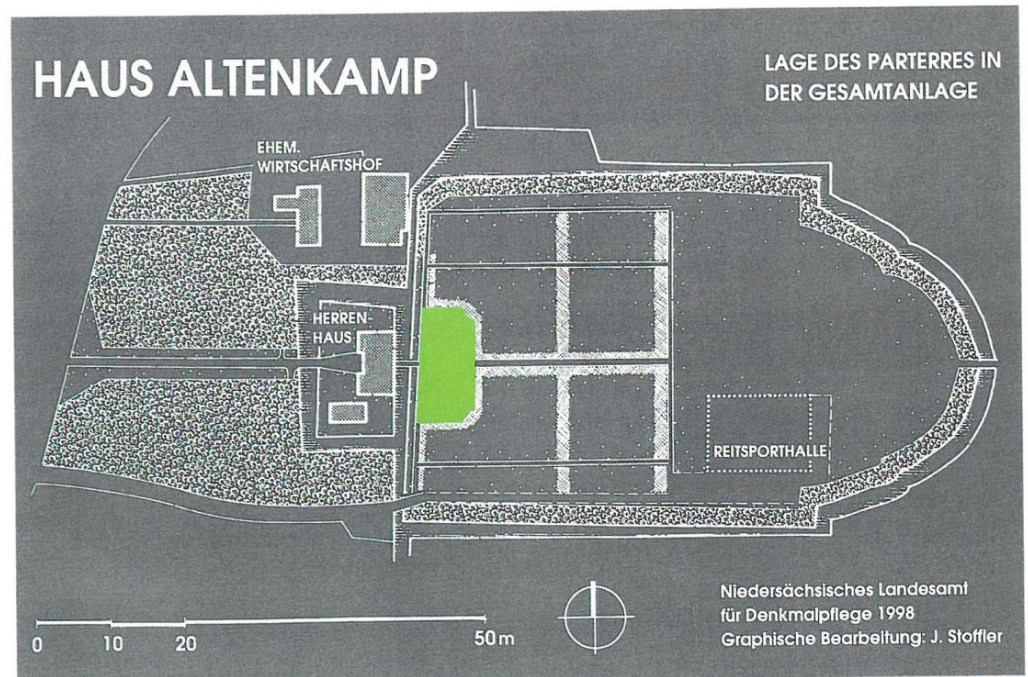 HAUS ALTENKAMP
LAGE DES PARTERRES IN
DER GESAMTANLAGE
EHEM.
WIRTSCHAFTSHOF
HERREN-
HAUS
REITSPORTHALLE
0 10 20 50 m
Niedersächsisches Landesamt
für Denkmalpflege 1998
Graphische Bearbeitung: J. Stoffler